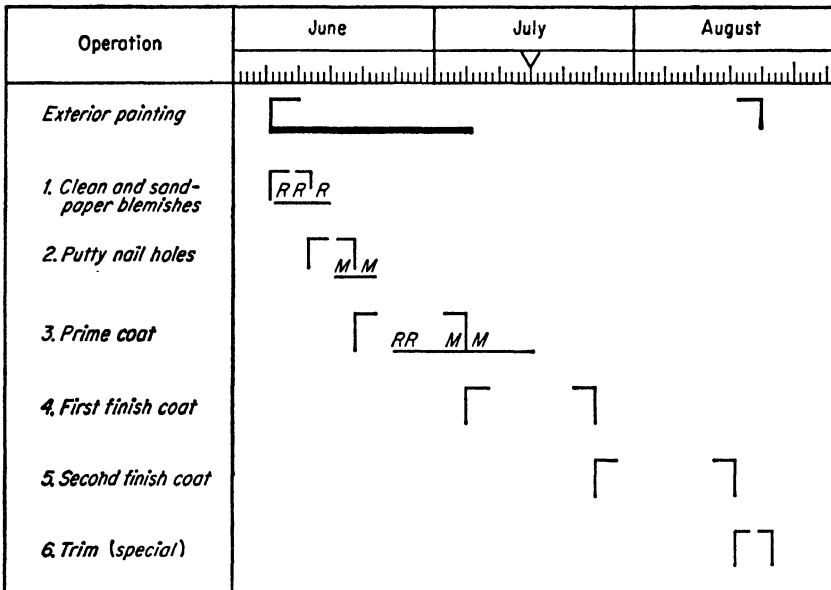 Operation
June
July
August
Exterior painting
1. Clean and sand-
paper blemishes
R R R
2. Putty nail holes
M M
3. Prime coat
RR M M
4. First finish coat
5. Second finish coat
6. Trim (special)